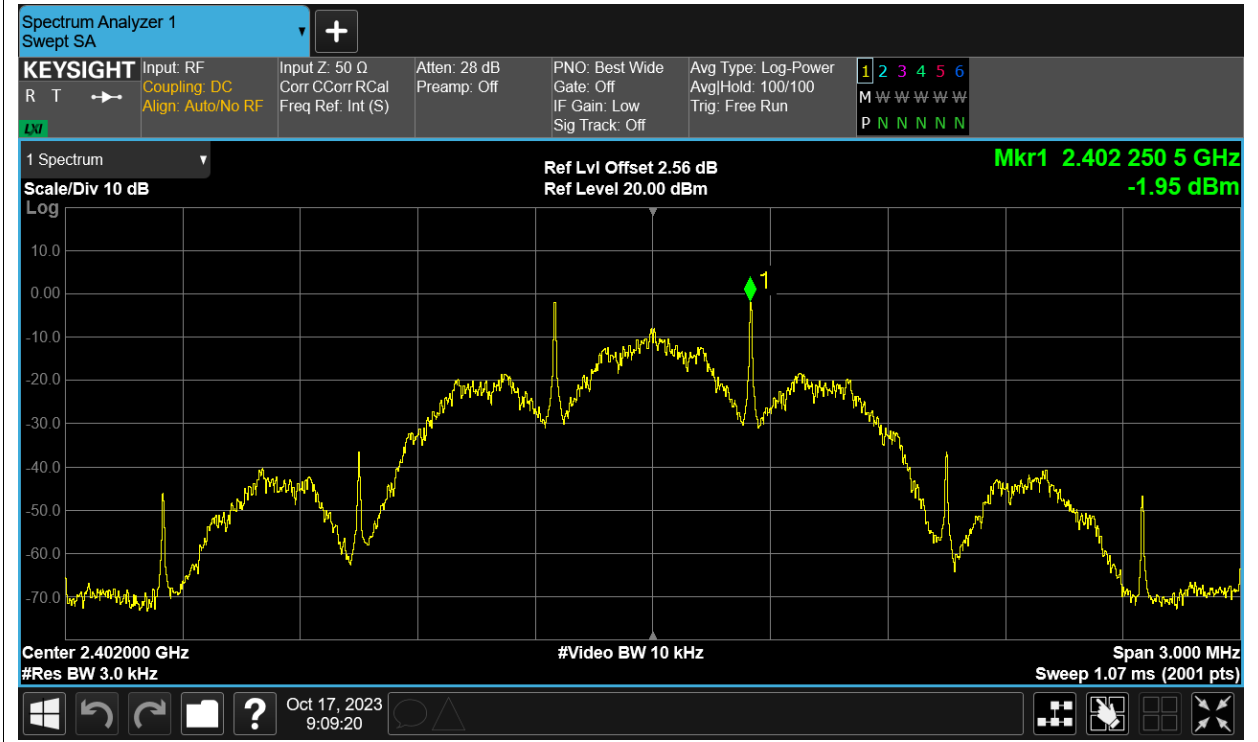 Spectrum Analyzer 1
Swept SA
+
KEYSIGHT
R T
LXI
Input: RF
Coupling: DC
Align: Auto/No RF
Input Z: 50 Ω
Corr CCorr RCal
Freq Ref: Int (S)
Atten: 28 dB
Preamp: Off
PNO: Best Wide
Gate: Off
IF Gain: Low
Sig Track: Off
Avg Type: Log-Power
Avg|Hold: 100/100
Trig: Free Run
1 2 3 4 5 6
M W W W W W
P N N N N N
1 Spectrum
Scale/Div 10 dB
Log
Ref Lvl Offset 2.56 dB
Ref Level 20.00 dBm
Mkr1 2.402 250 5 GHz
-1.95 dBm
1
10.0
0.00
-10.0
-20.0
-30.0
-40.0
-50.0
-60.0
-70.0
Center 2.402000 GHz
#Res BW 3.0 kHz
#Video BW 10 kHz
Span 3.000 MHz
Sweep 1.07 ms (2001 pts)
?
Oct 17, 2023
9:09:20